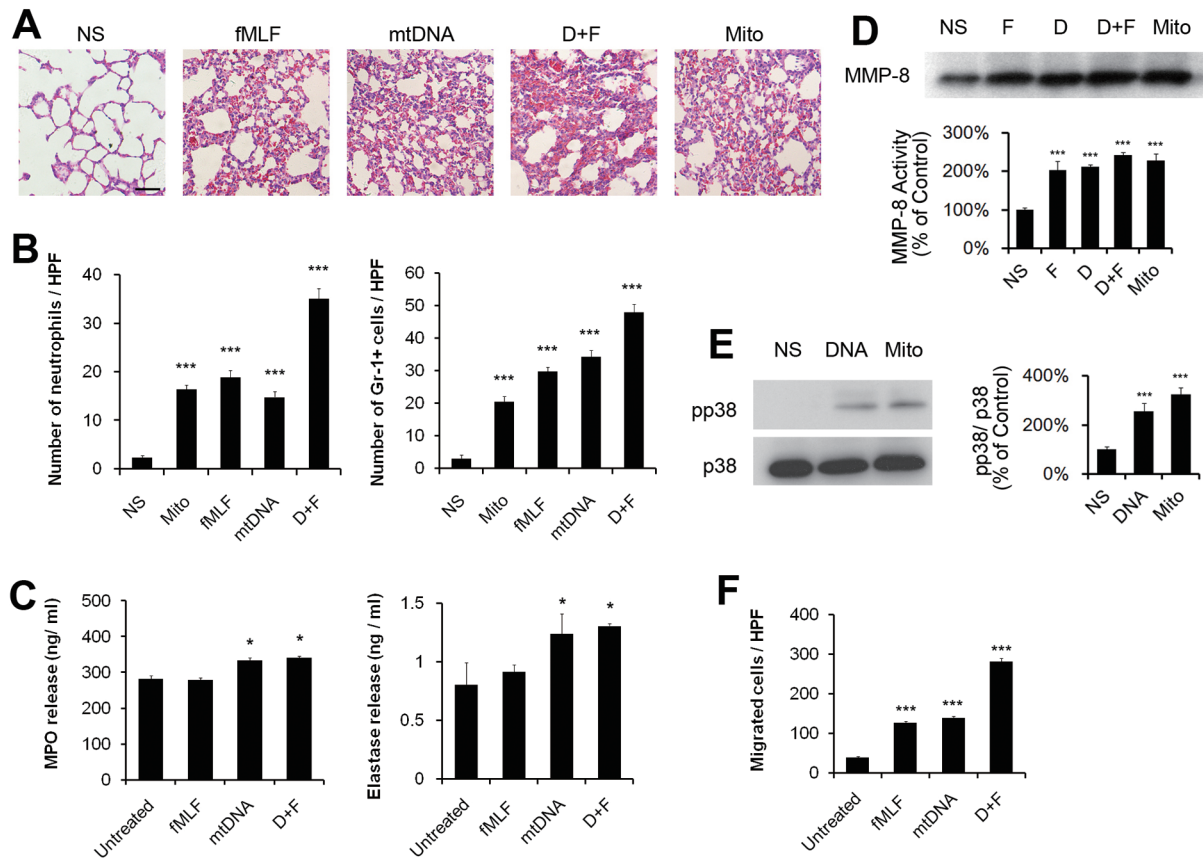 A
NS fMLF mtDNA D+F Mito
B
Number of neutrophils / HPF
40
30
20
10
0
***
***
***
***
NS Mito fMLF mtDNA D+F
Number of Gr-1+ cells / HPF
60
50
40
30
20
10
0
***
***
***
***
NS Mito fMLF mtDNA D+F
C
MPO release (ng/ ml)
500
400
300
200
100
0
* *
Untreated fMLF mtDNA D+F
Elastase release (ng / ml)
1.5
1
0.5
0
* *
Untreated fMLF mtDNA D+F
D
NS F D D+F Mito
MMP-8
MMP-8 Activity
(% of Control)
300%
200%
100%
0%
*** *** *** ***
NS F D D+F Mito
E
NS DNA Mito
pp38
p38
pp38/ p38
(% of Control)
400%
200%
0%
*** ***
NS DNA Mito
F
Migrated cells / HPF
400
300
200
100
0
*** *** ***
Untreated fMLF mtDNA D+F